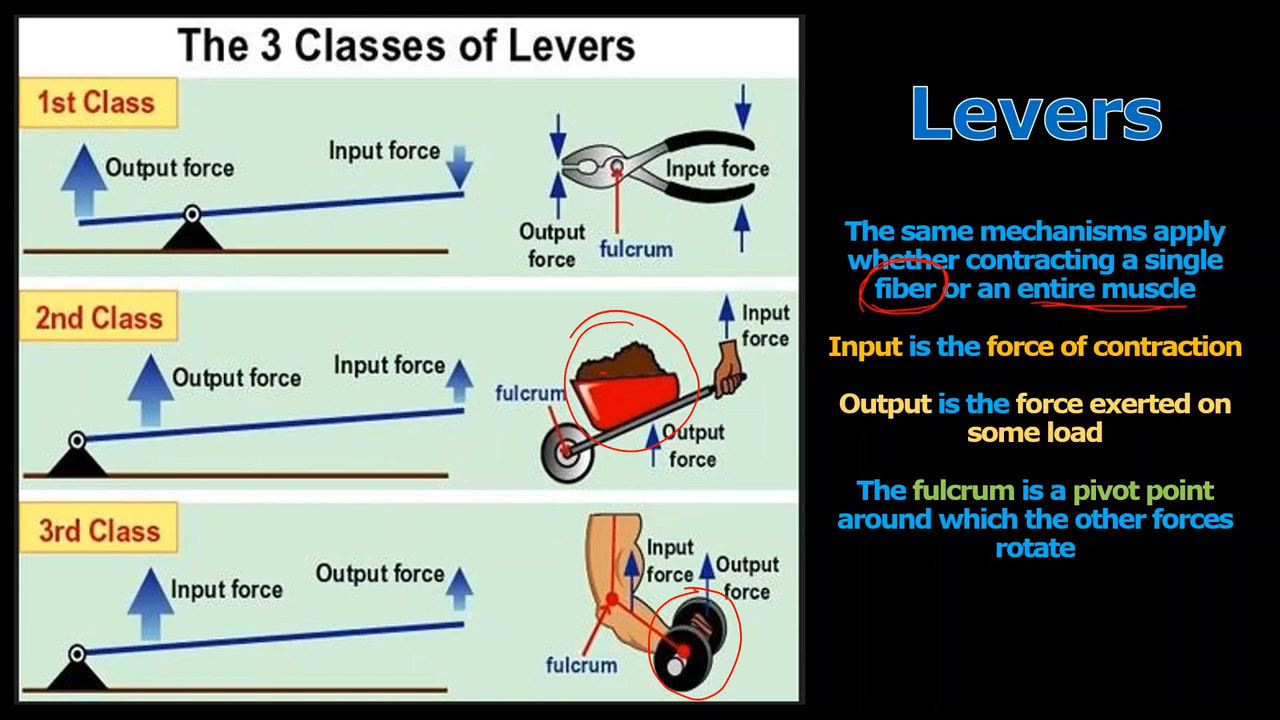 The 3 Classes of Levers
1st Class
Output force
Input force
Input force
Output
force
fulcrum
2nd Class
Output force
Input force
fulcrum
Input
force
Output
force
3rd Class
Input force
Output force
Input
force
Output
force
fulcrum
Levers
The same mechanisms apply
whether contracting a single
fiber or an entire muscle
Input is the force of contraction
Output is the force exerted on
some load
The fulcrum is a pivot point
around which the other forces
rotate